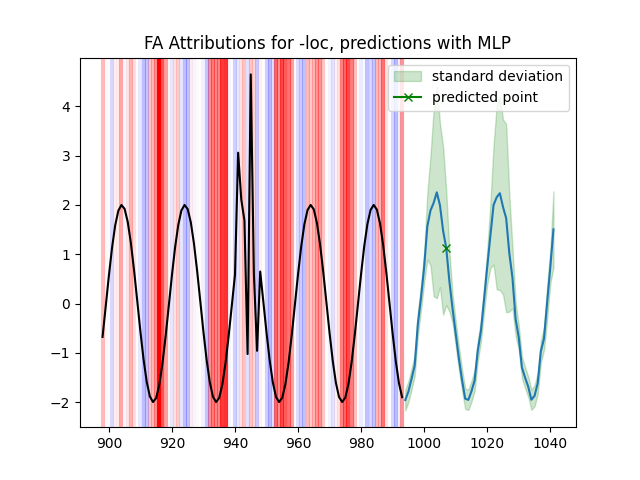 FA Attributions for -loc, predictions with MLP
standard deviation
predicted point
4
3
2
1
0
−1
−2
900 920 940 960 980 1000 1020 1040